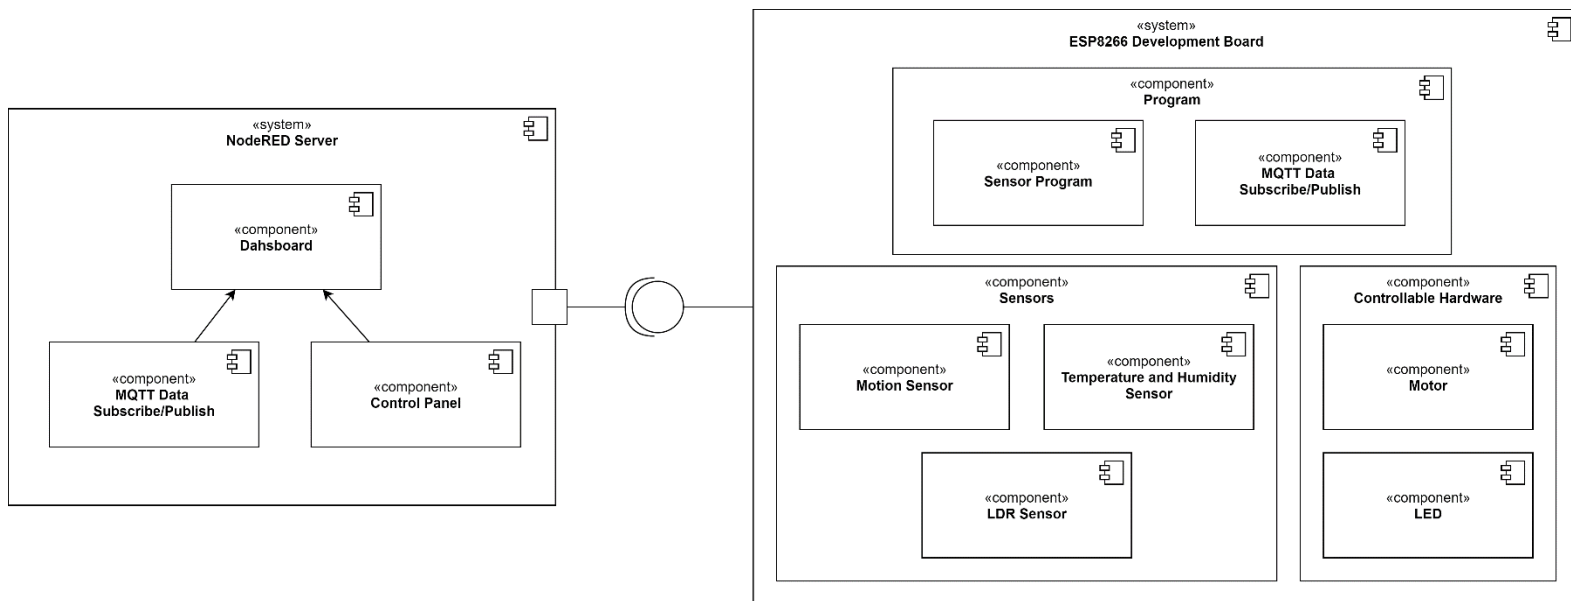 «system»
NodeRED Server
«component»
Dahsboard
«component»
MQTT Data
Subscribe/Publish
«component»
Control Panel
«system»
ESP8266 Development Board
«component»
Program
«component»
Sensor Program
«component»
MQTT Data
Subscribe/Publish
«component»
Sensors
«component»
Motion Sensor
«component»
Temperature and Humidity
Sensor
«component»
LDR Sensor
«component»
Controllable Hardware
«component»
Motor
«component»
LED